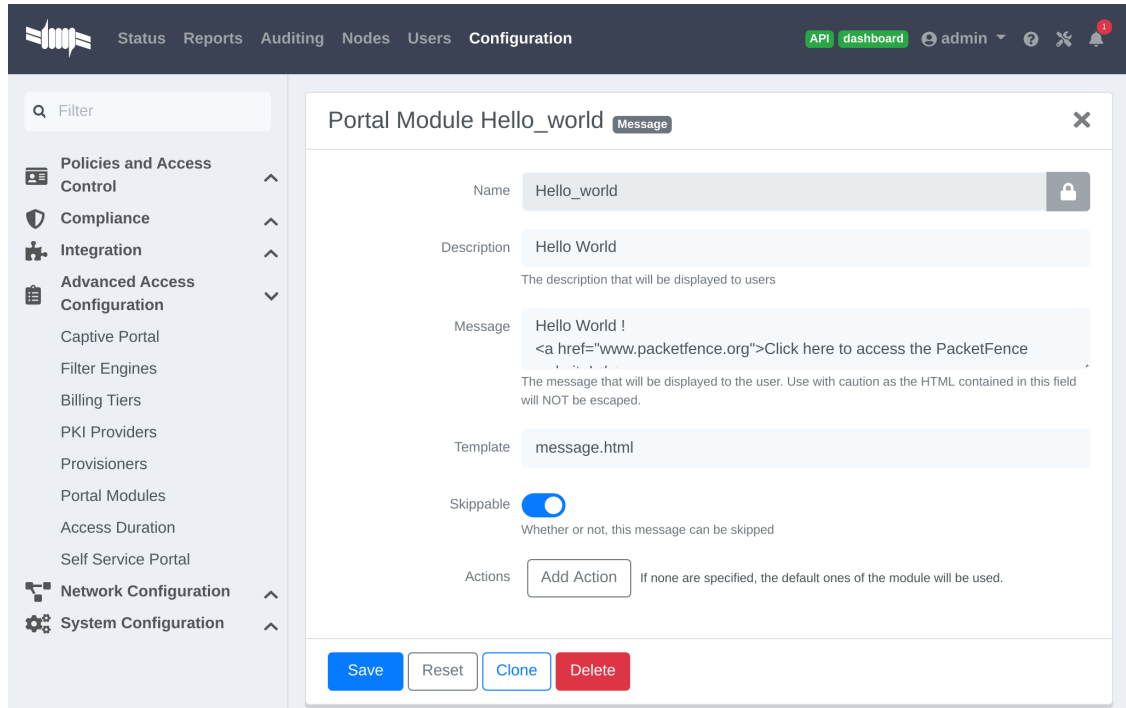 Status Reports Auditing Nodes Users Configuration
API dashboard admin 1
Filter
Policies and Access
Control
Compliance
Integration
Advanced Access
Configuration
Captive Portal
Filter Engines
Billing Tiers
PKI Providers
Provisioners
Portal Modules
Access Duration
Self Service Portal
Network Configuration
System Configuration
Portal Module Hello_world Message
Name Hello_world
Description Hello World
The description that will be displayed to users
Message Hello World !
<a href="www.packetfence.org">Click here to access the PacketFence
The message that will be displayed to the user. Use with caution as the HTML contained in this field
will NOT be escaped.
Template message.html
Skippable
Whether or not, this message can be skipped
Actions Add Action If none are specified, the default ones of the module will be used.
Save Reset Clone Delete